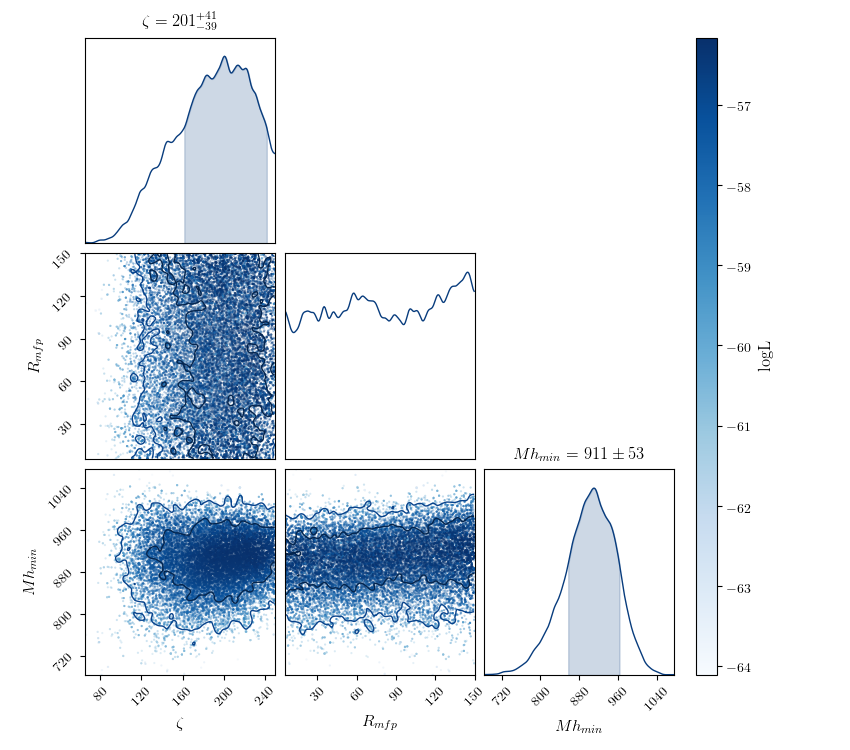 ζ = 201^{+41}_{-39}
−57
−58
−59
−60
−61
−62
−63
−64
logL
150
120
90
60
30
R_{mfp}
Mh_{min} = 911 ± 53
1040
960
880
800
720
Mh_{min}
80 120 160 200 240
30 60 90 120 150
720 800 880 960 1040
ζ
R_{mfp}
Mh_{min}